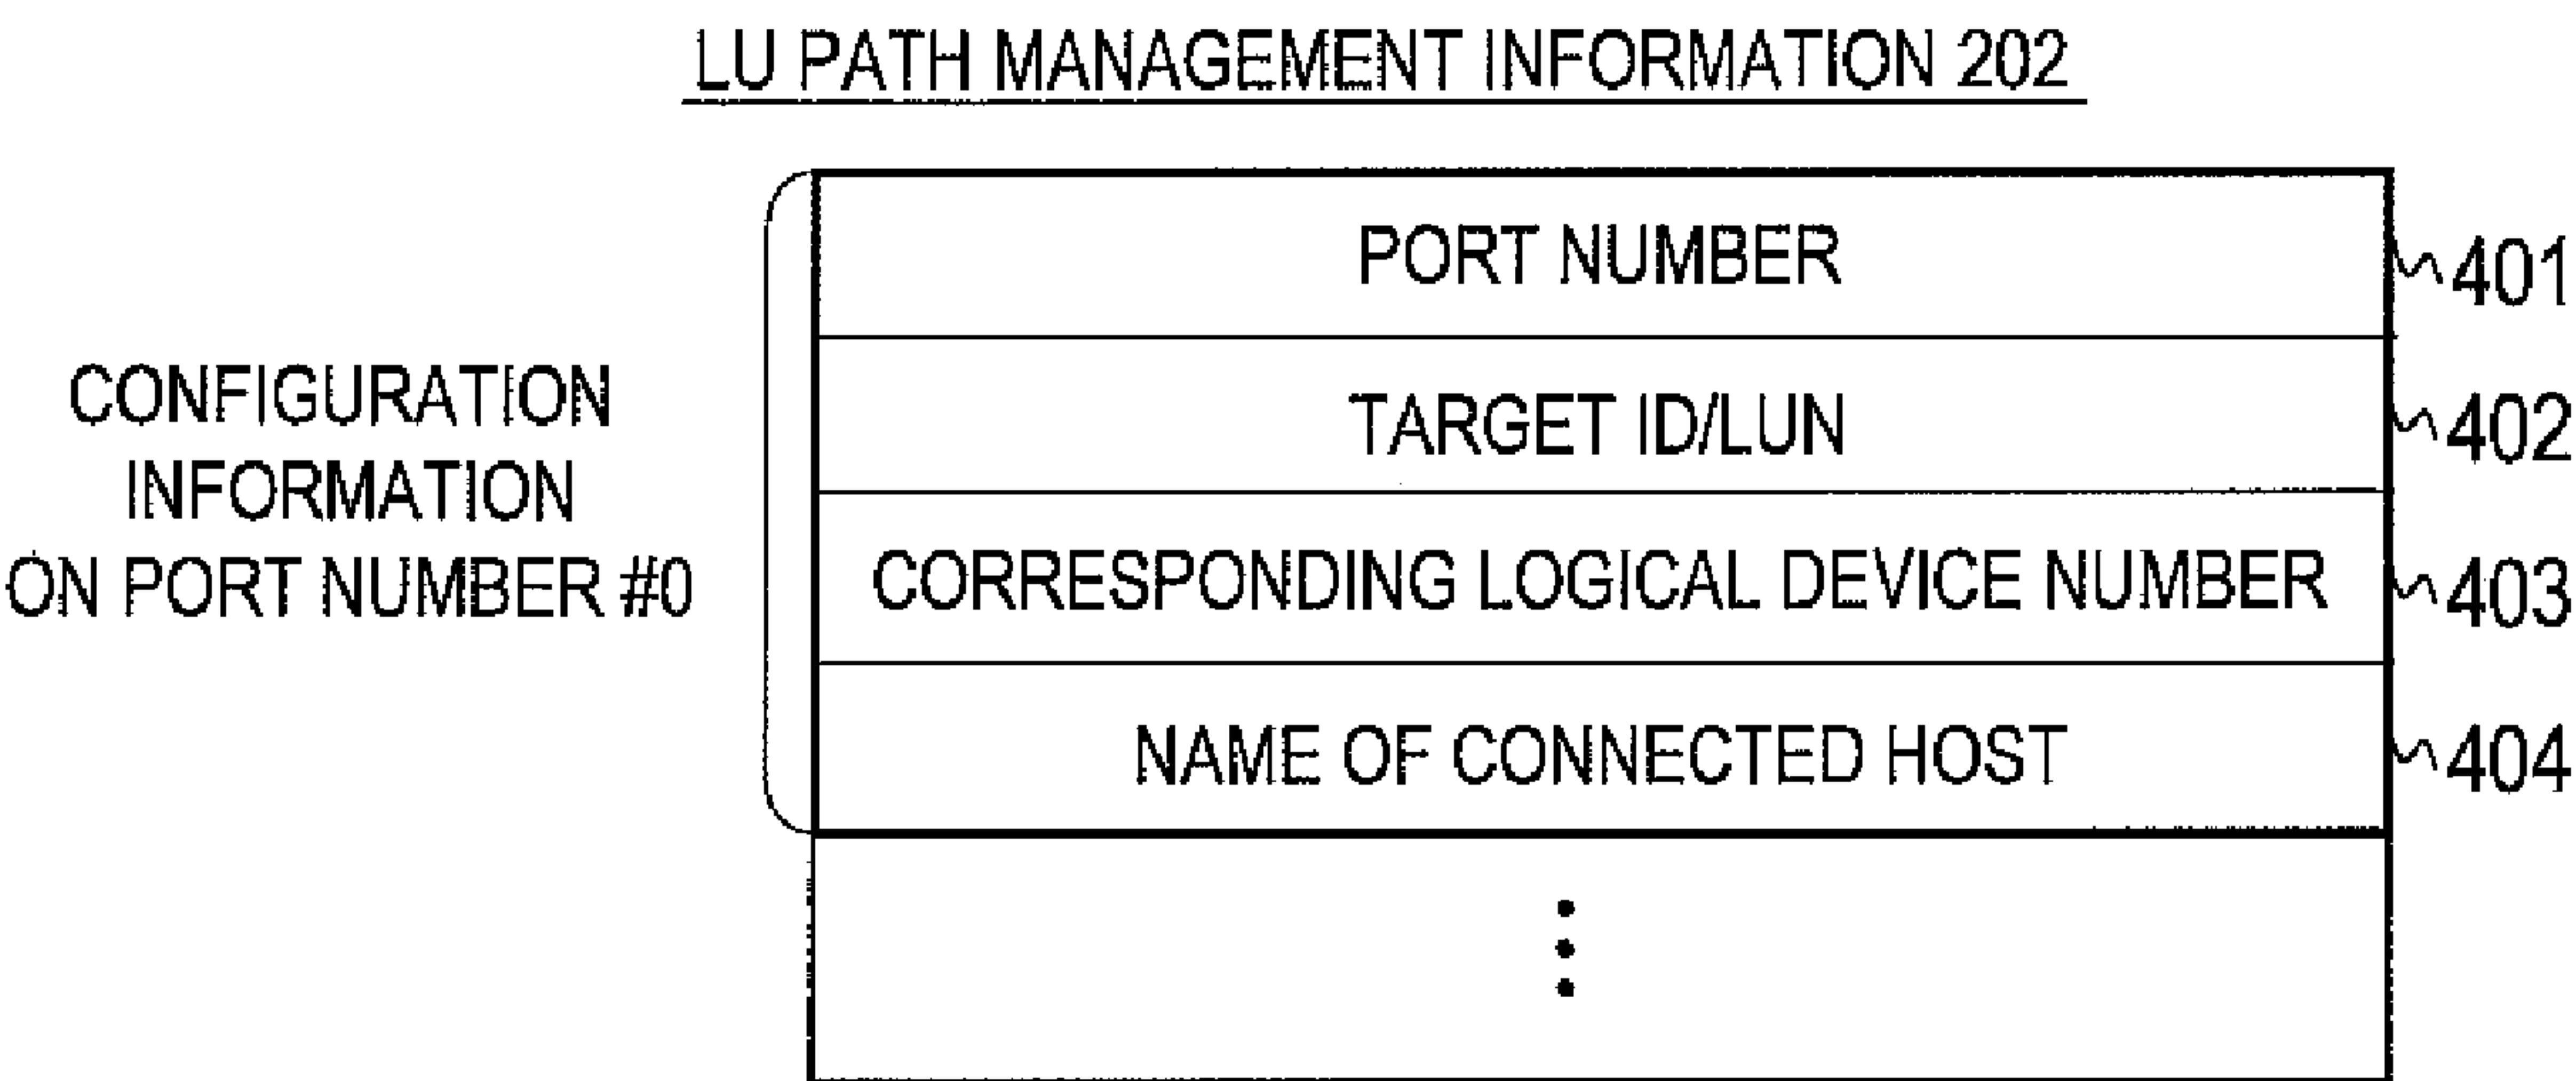 LU PATH MANAGEMENT INFORMATION 202
PORT NUMBER
401
TARGET ID/LUN
402
CONFIGURATION
INFORMATION
ON PORT NUMBER #0
CORRESPONDING LOGICAL DEVICE NUMBER
403
NAME OF CONNECTED HOST
404